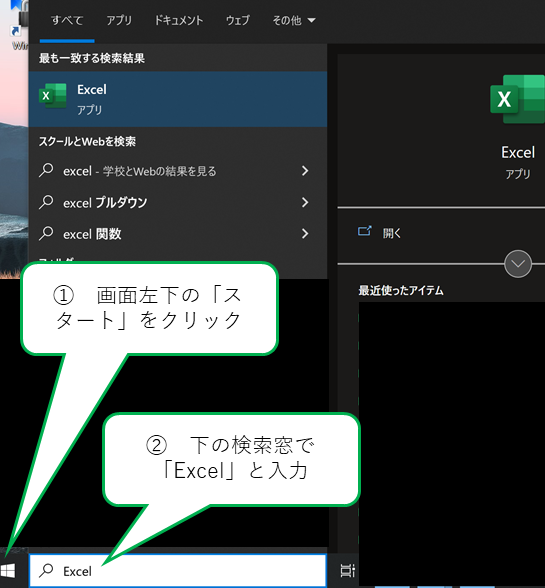 すべて アプリ ドキュメント ウェブ その他
Win
最も一致する検索結果
Excel
アプリ
スクールとWebを検索
excel - 学校とWebの結果を見る
excel プルダウン
excel 関数
Excel
アプリ
開く
最近使ったアイテム
① 画面左下の「ス
タート」をクリック
② 下の検索窓で
「Excel」と入力
Excel